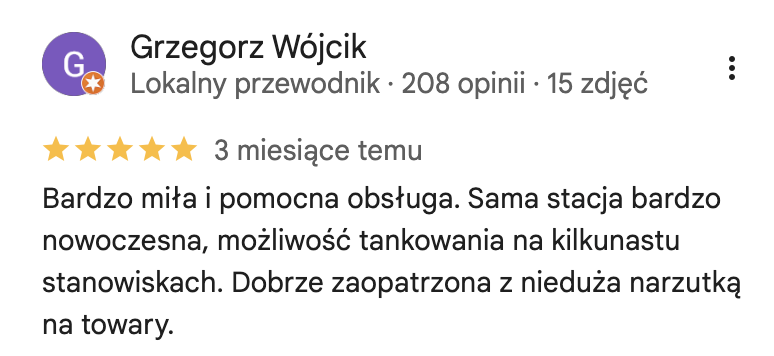 G
Grzegorz Wójcik
Lokalny przewodnik · 208 opinii · 15 zdjęć
3 miesiące temu
Bardzo miła i pomocna obsługa. Sama stacja bardzo
nowoczesna, możliwość tankowania na kilkunastu
stanowiskach. Dobrze zaopatrzona z nieduża narzutką
na towary.